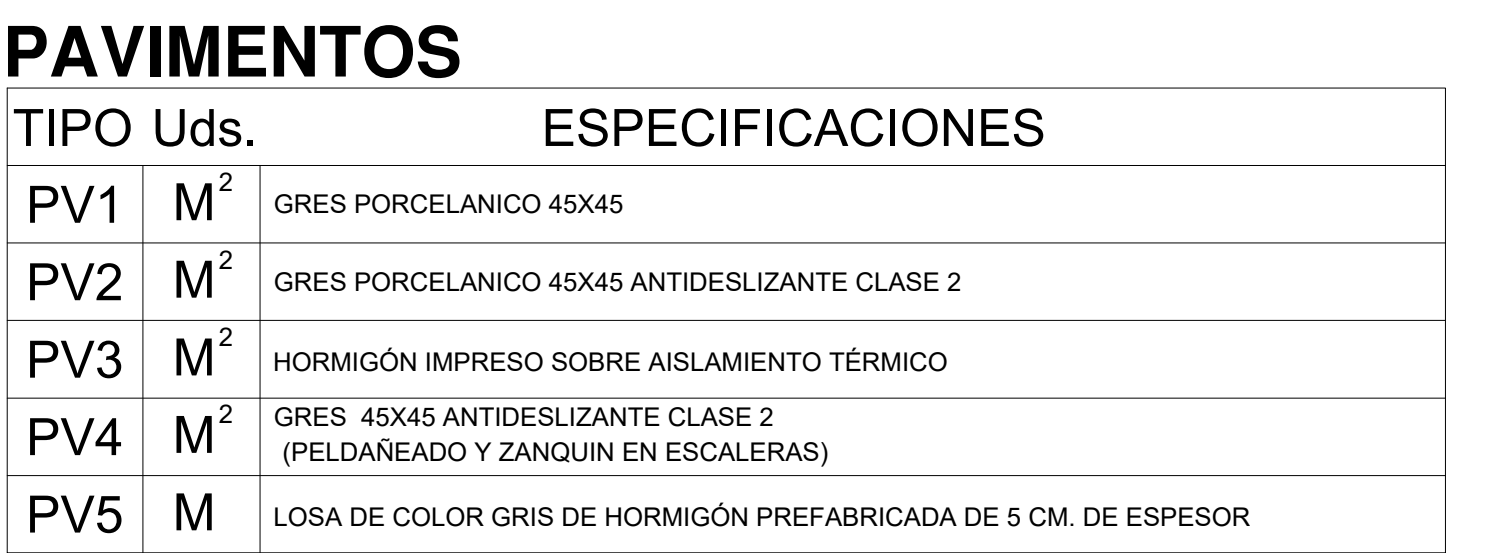 PAVIMENTOS
TIPO Uds. ESPECIFICACIONES
PV1 M² GRES PORCELANICO 45X45
PV2 M² GRES PORCELANICO 45X45 ANTIDESLIZANTE CLASE 2
PV3 M² HORMIGÓN IMPRESO SOBRE AISLAMIENTO TÉRMICO
PV4 M² GRES 45X45 ANTIDESLIZANTE CLASE 2
(PELDAÑEADO Y ZANQUIN EN ESCALERAS)
PV5 M LOSA DE COLOR GRIS DE HORMIGÓN PREFABRICADA DE 5 CM. DE ESPESOR